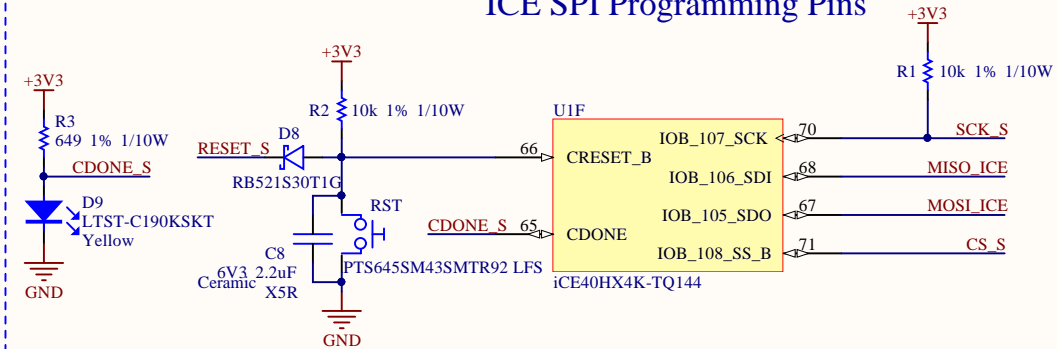 ICE SPI Programming Pins
+3V3
R3
649 1% 1/10W
CDONE_S
D9
LTST-C190KSKT
Yellow
GND
+3V3
R2 10k 1% 1/10W
D8
RESET_S
RB521S30T1G
RST
C8
6V3 2.2uF
Ceramic
X5R
PTS645SM43SMTR92 LFS
GND
U1F
66 CRESET_B
CDONE_S 65 CDONE
IOB_107_SCK 70 SCK_S
IOB_106_SDI 68 MISO_ICE
IOB_105_SDO 67 MOSI_ICE
IOB_108_SS_B 71 CS_S
iCE40HX4K-TQ144
+3V3
R1 10k 1% 1/10W